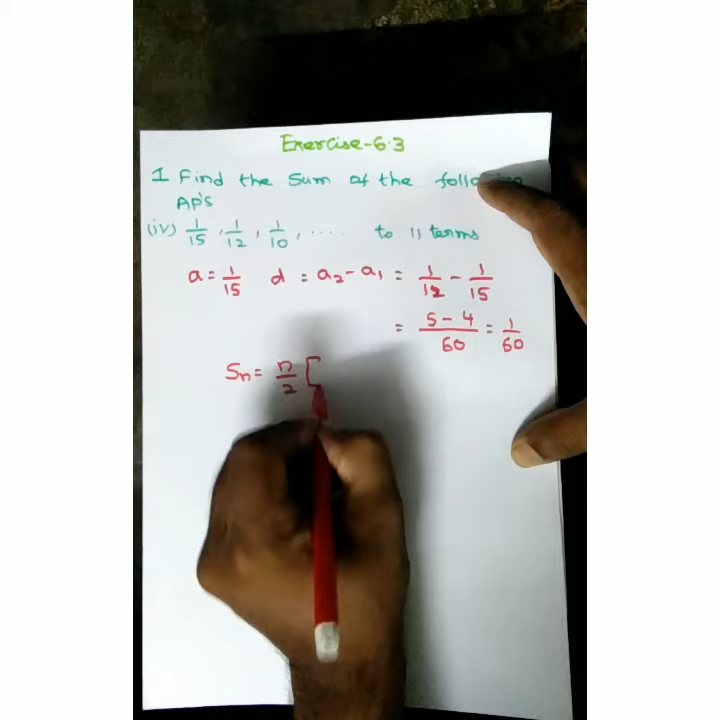 Exercise-6.3
1 Find the Sum of the following
AP's
(iv) 1/15, 1/12, 1/10, .... to 11 terms
a = 1/15 d = a₂ - a₁ = 1/12 - 1/15
= 5-4/60 = 1/60
Sn = n/2 [